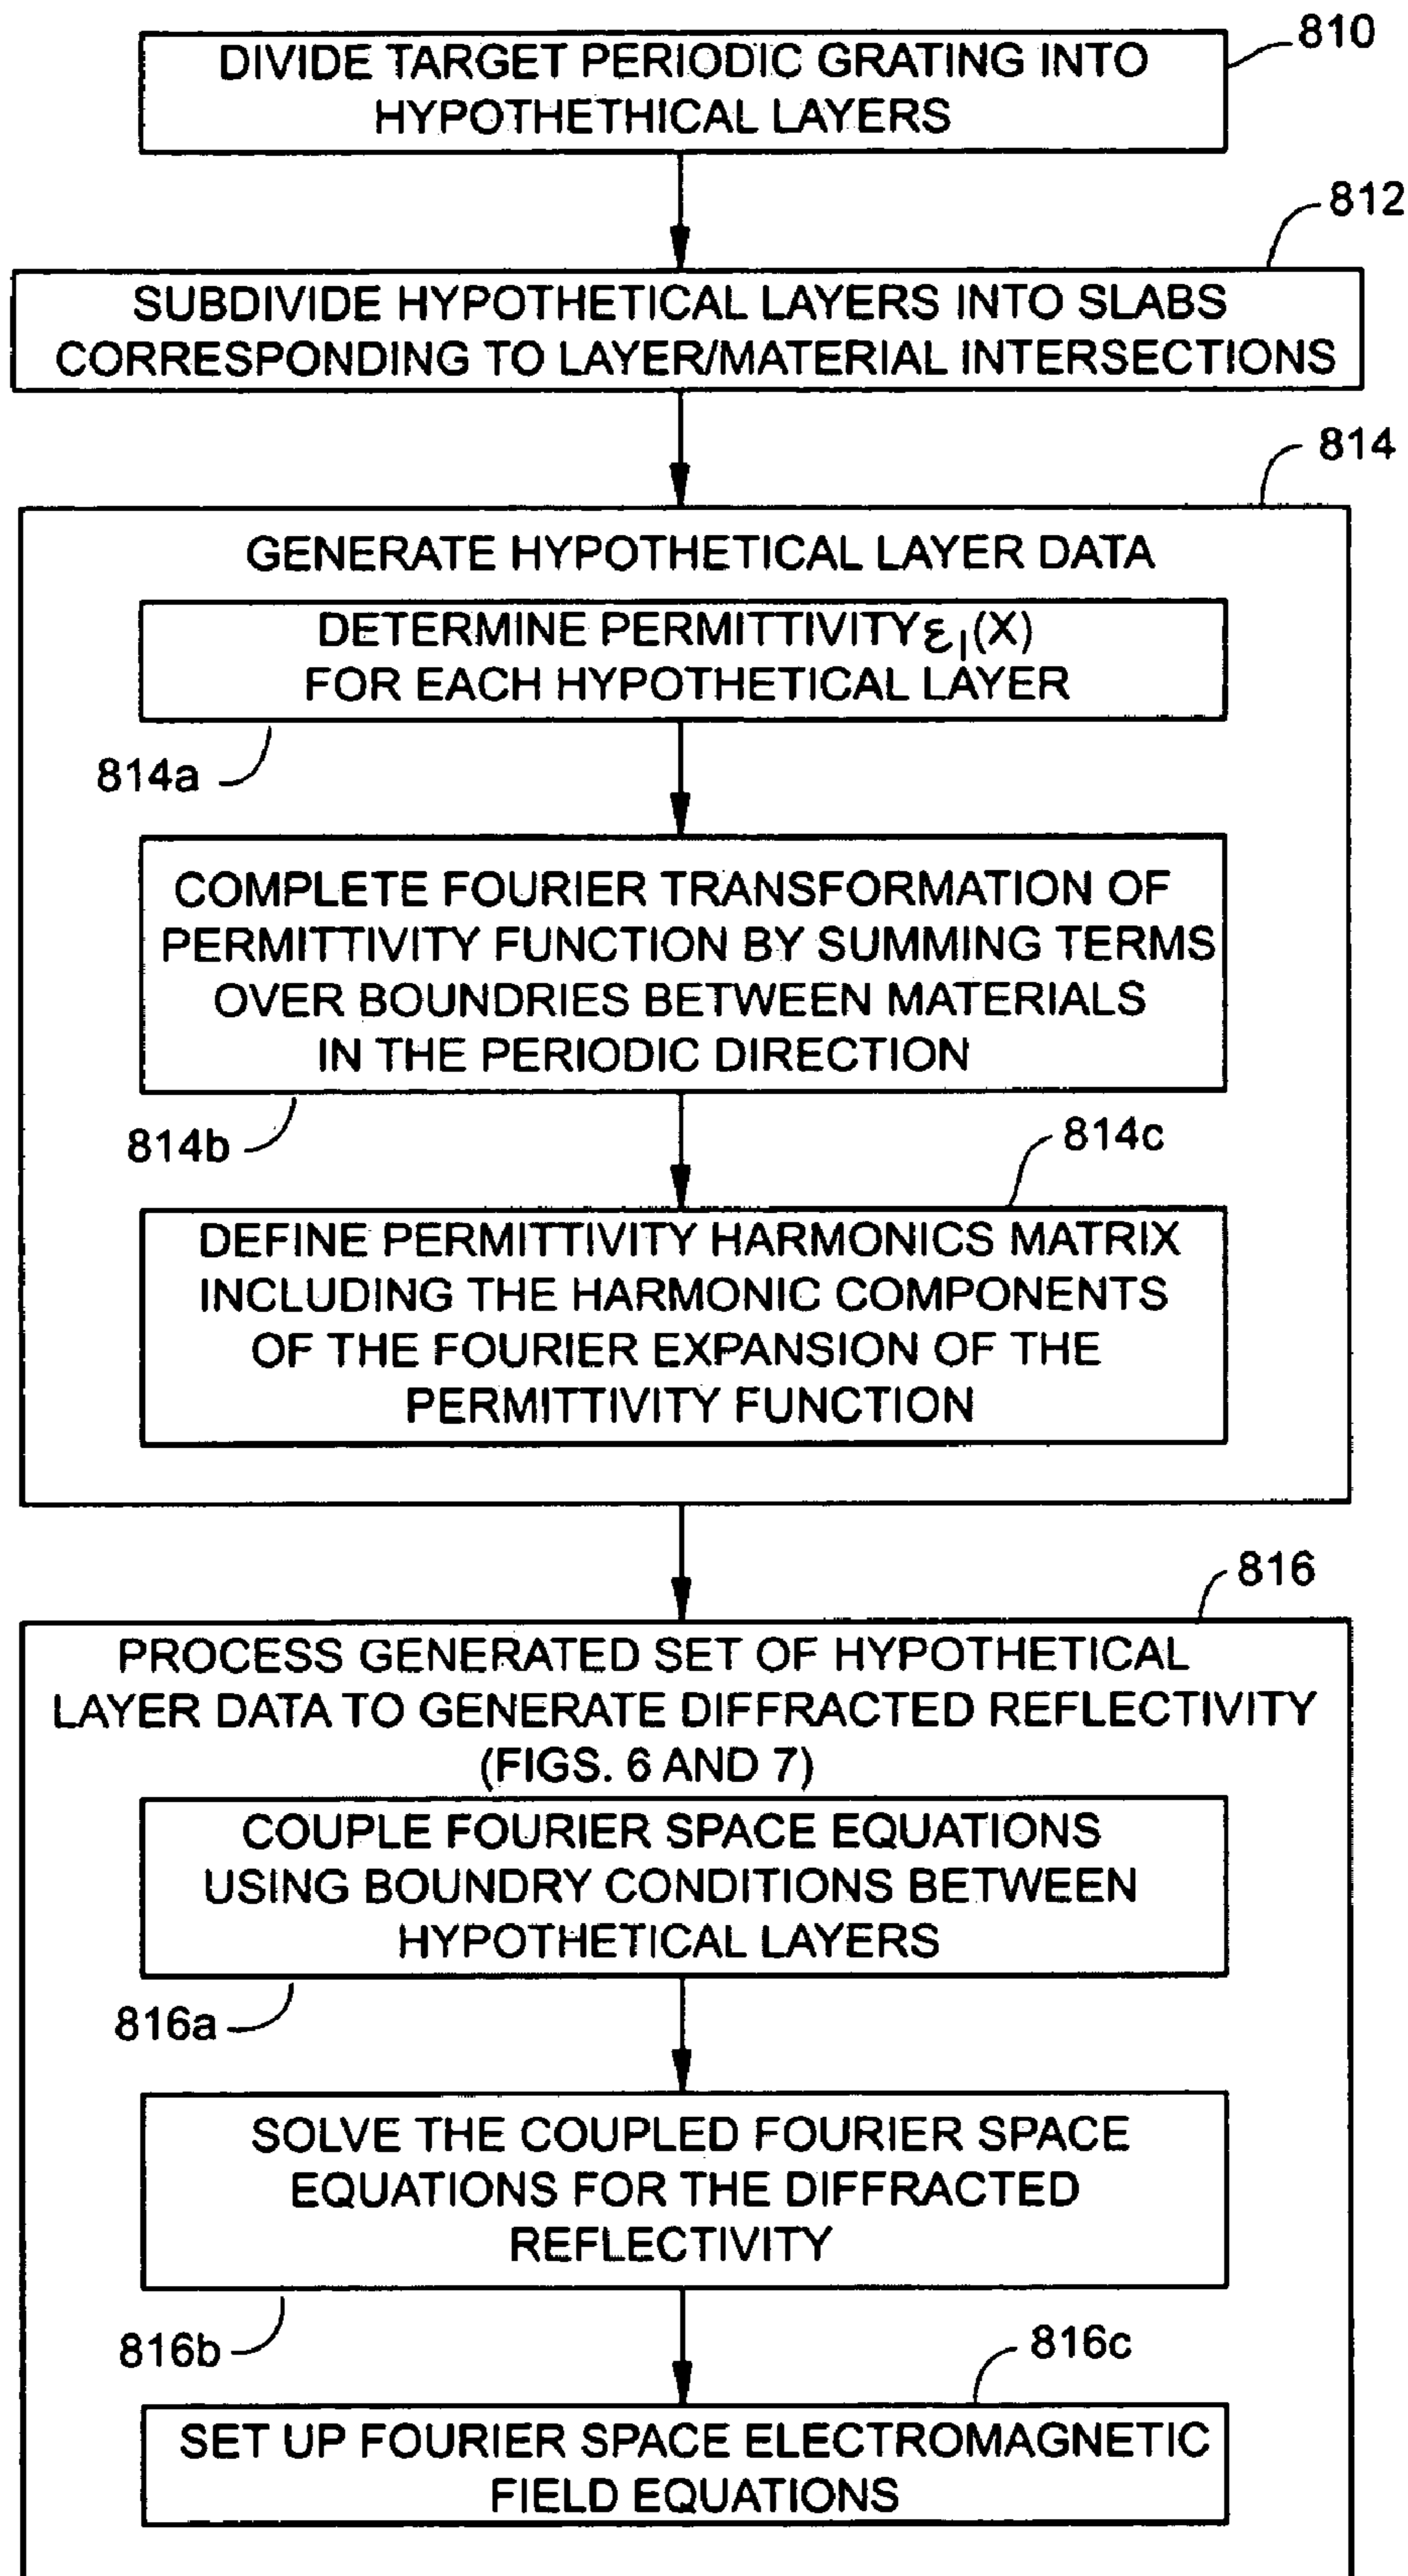 810
DIVIDE TARGET PERIODIC GRATING INTO
HYPOTHETHICAL LAYERS
812
SUBDIVIDE HYPOTHETICAL LAYERS INTO SLABS
CORRESPONDING TO LAYER/MATERIAL INTERSECTIONS
814
GENERATE HYPOTHETICAL LAYER DATA
DETERMINE PERMITTIVITY εl(X)
FOR EACH HYPOTHETICAL LAYER
814a
COMPLETE FOURIER TRANSFORMATION OF
PERMITTIVITY FUNCTION BY SUMMING TERMS
OVER BOUNDRIES BETWEEN MATERIALS
IN THE PERIODIC DIRECTION
814b
814c
DEFINE PERMITTIVITY HARMONICS MATRIX
INCLUDING THE HARMONIC COMPONENTS
OF THE FOURIER EXPANSION OF THE
PERMITTIVITY FUNCTION
816
PROCESS GENERATED SET OF HYPOTHETICAL
LAYER DATA TO GENERATE DIFFRACTED REFLECTIVITY
(FIGS. 6 AND 7)
COUPLE FOURIER SPACE EQUATIONS
USING BOUNDRY CONDITIONS BETWEEN
HYPOTHETICAL LAYERS
816a
SOLVE THE COUPLED FOURIER SPACE
EQUATIONS FOR THE DIFFRACTED
REFLECTIVITY
816b
816c
SET UP FOURIER SPACE ELECTROMAGNETIC
FIELD EQUATIONS